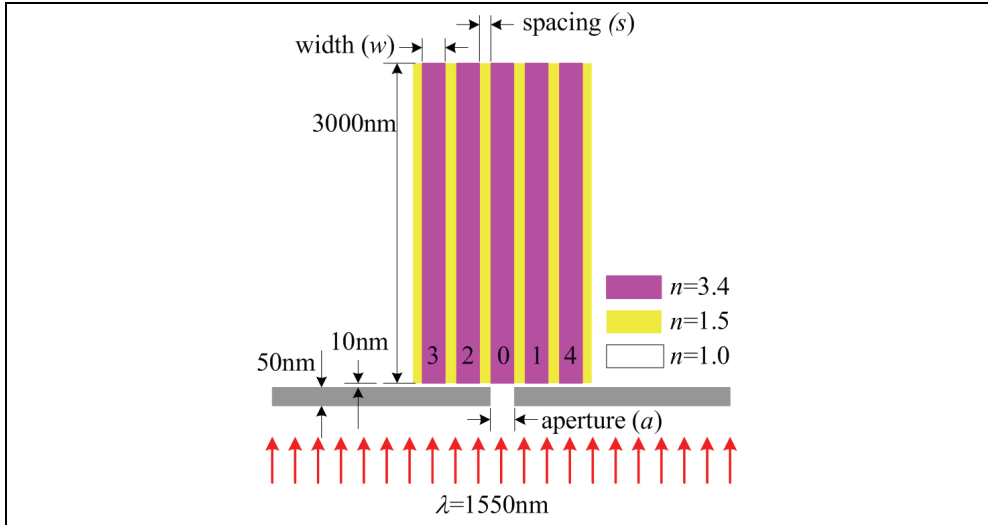 spacing (s)
width (w)
3000nm
n=3.4
n=1.5
10nm
3 2 0 1 4
n=1.0
50nm
aperture (a)
λ=1550nm